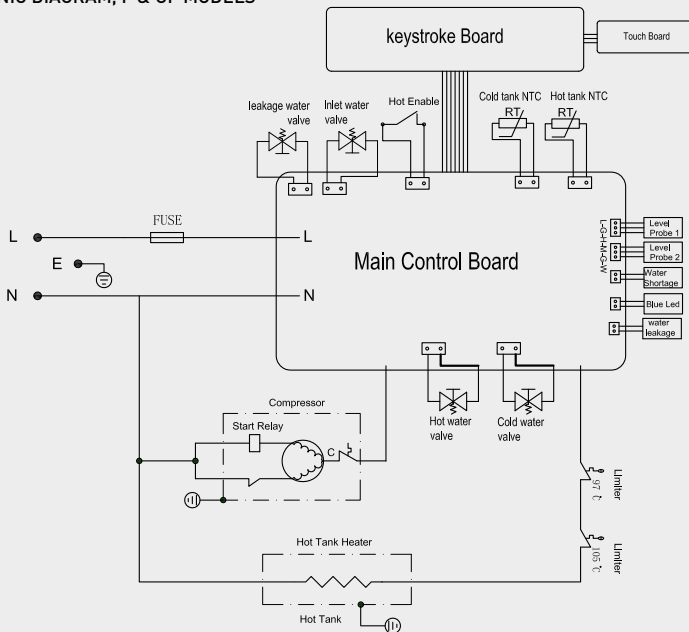 keystroke Board
Touch Board
leakage water
valve
Inlet water
valve
Hot Enable
Cold tank NTC
RT
Hot tank NTC
RT
L
FUSE
L
E
N
N
Main Control Board
L-G-H-M-G-W
Level
Probe 1
Level
Probe 2
Water
Shortage
Blue Led
water
leakage
Hot water
valve
Cold water
valve
Compressor
Start Relay
C
Limiter
97 ℃
Limiter
105 ℃
Hot Tank Heater
Hot Tank